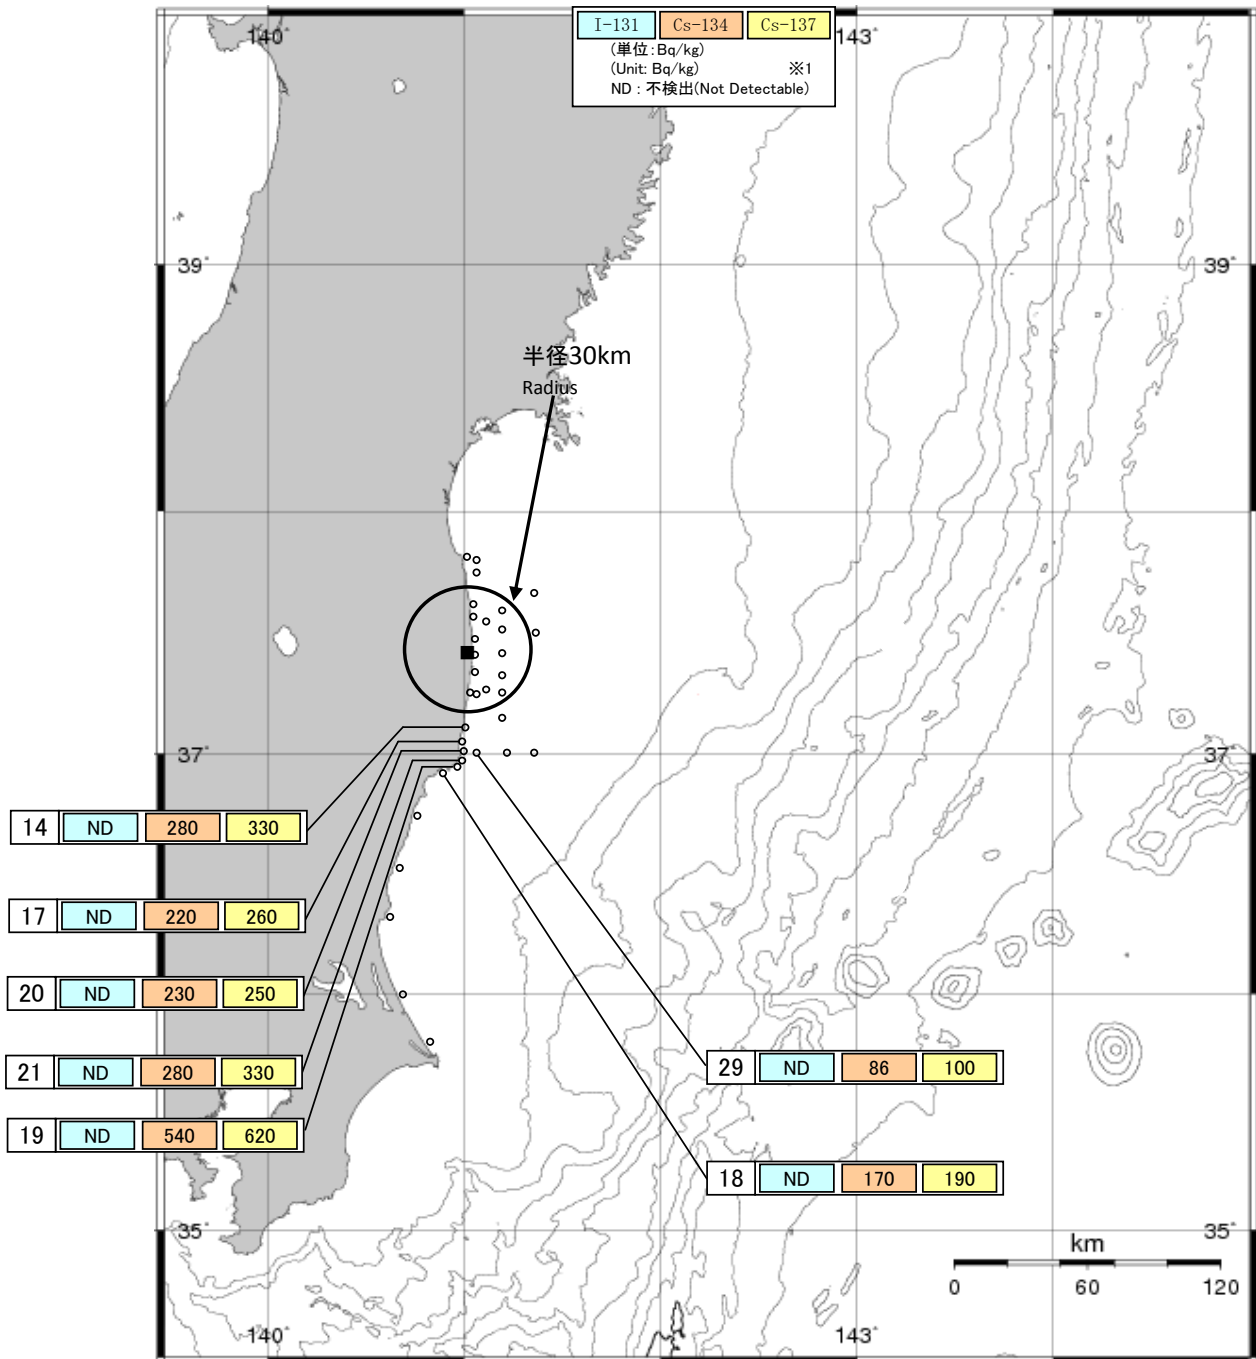 I-131 Cs-134 Cs-137
(単位:Bq/kg)
(Unit: Bq/kg) ※1
ND : 不検出(Not Detectable)
140° 143°
39° 39°
半径30km
Radius
37° 37°
14 ND 280 330
17 ND 220 260
20 ND 230 250
21 ND 280 330
19 ND 540 620
29 ND 86 100
18 ND 170 190
35° 35°
km
0 60 120
140° 143°